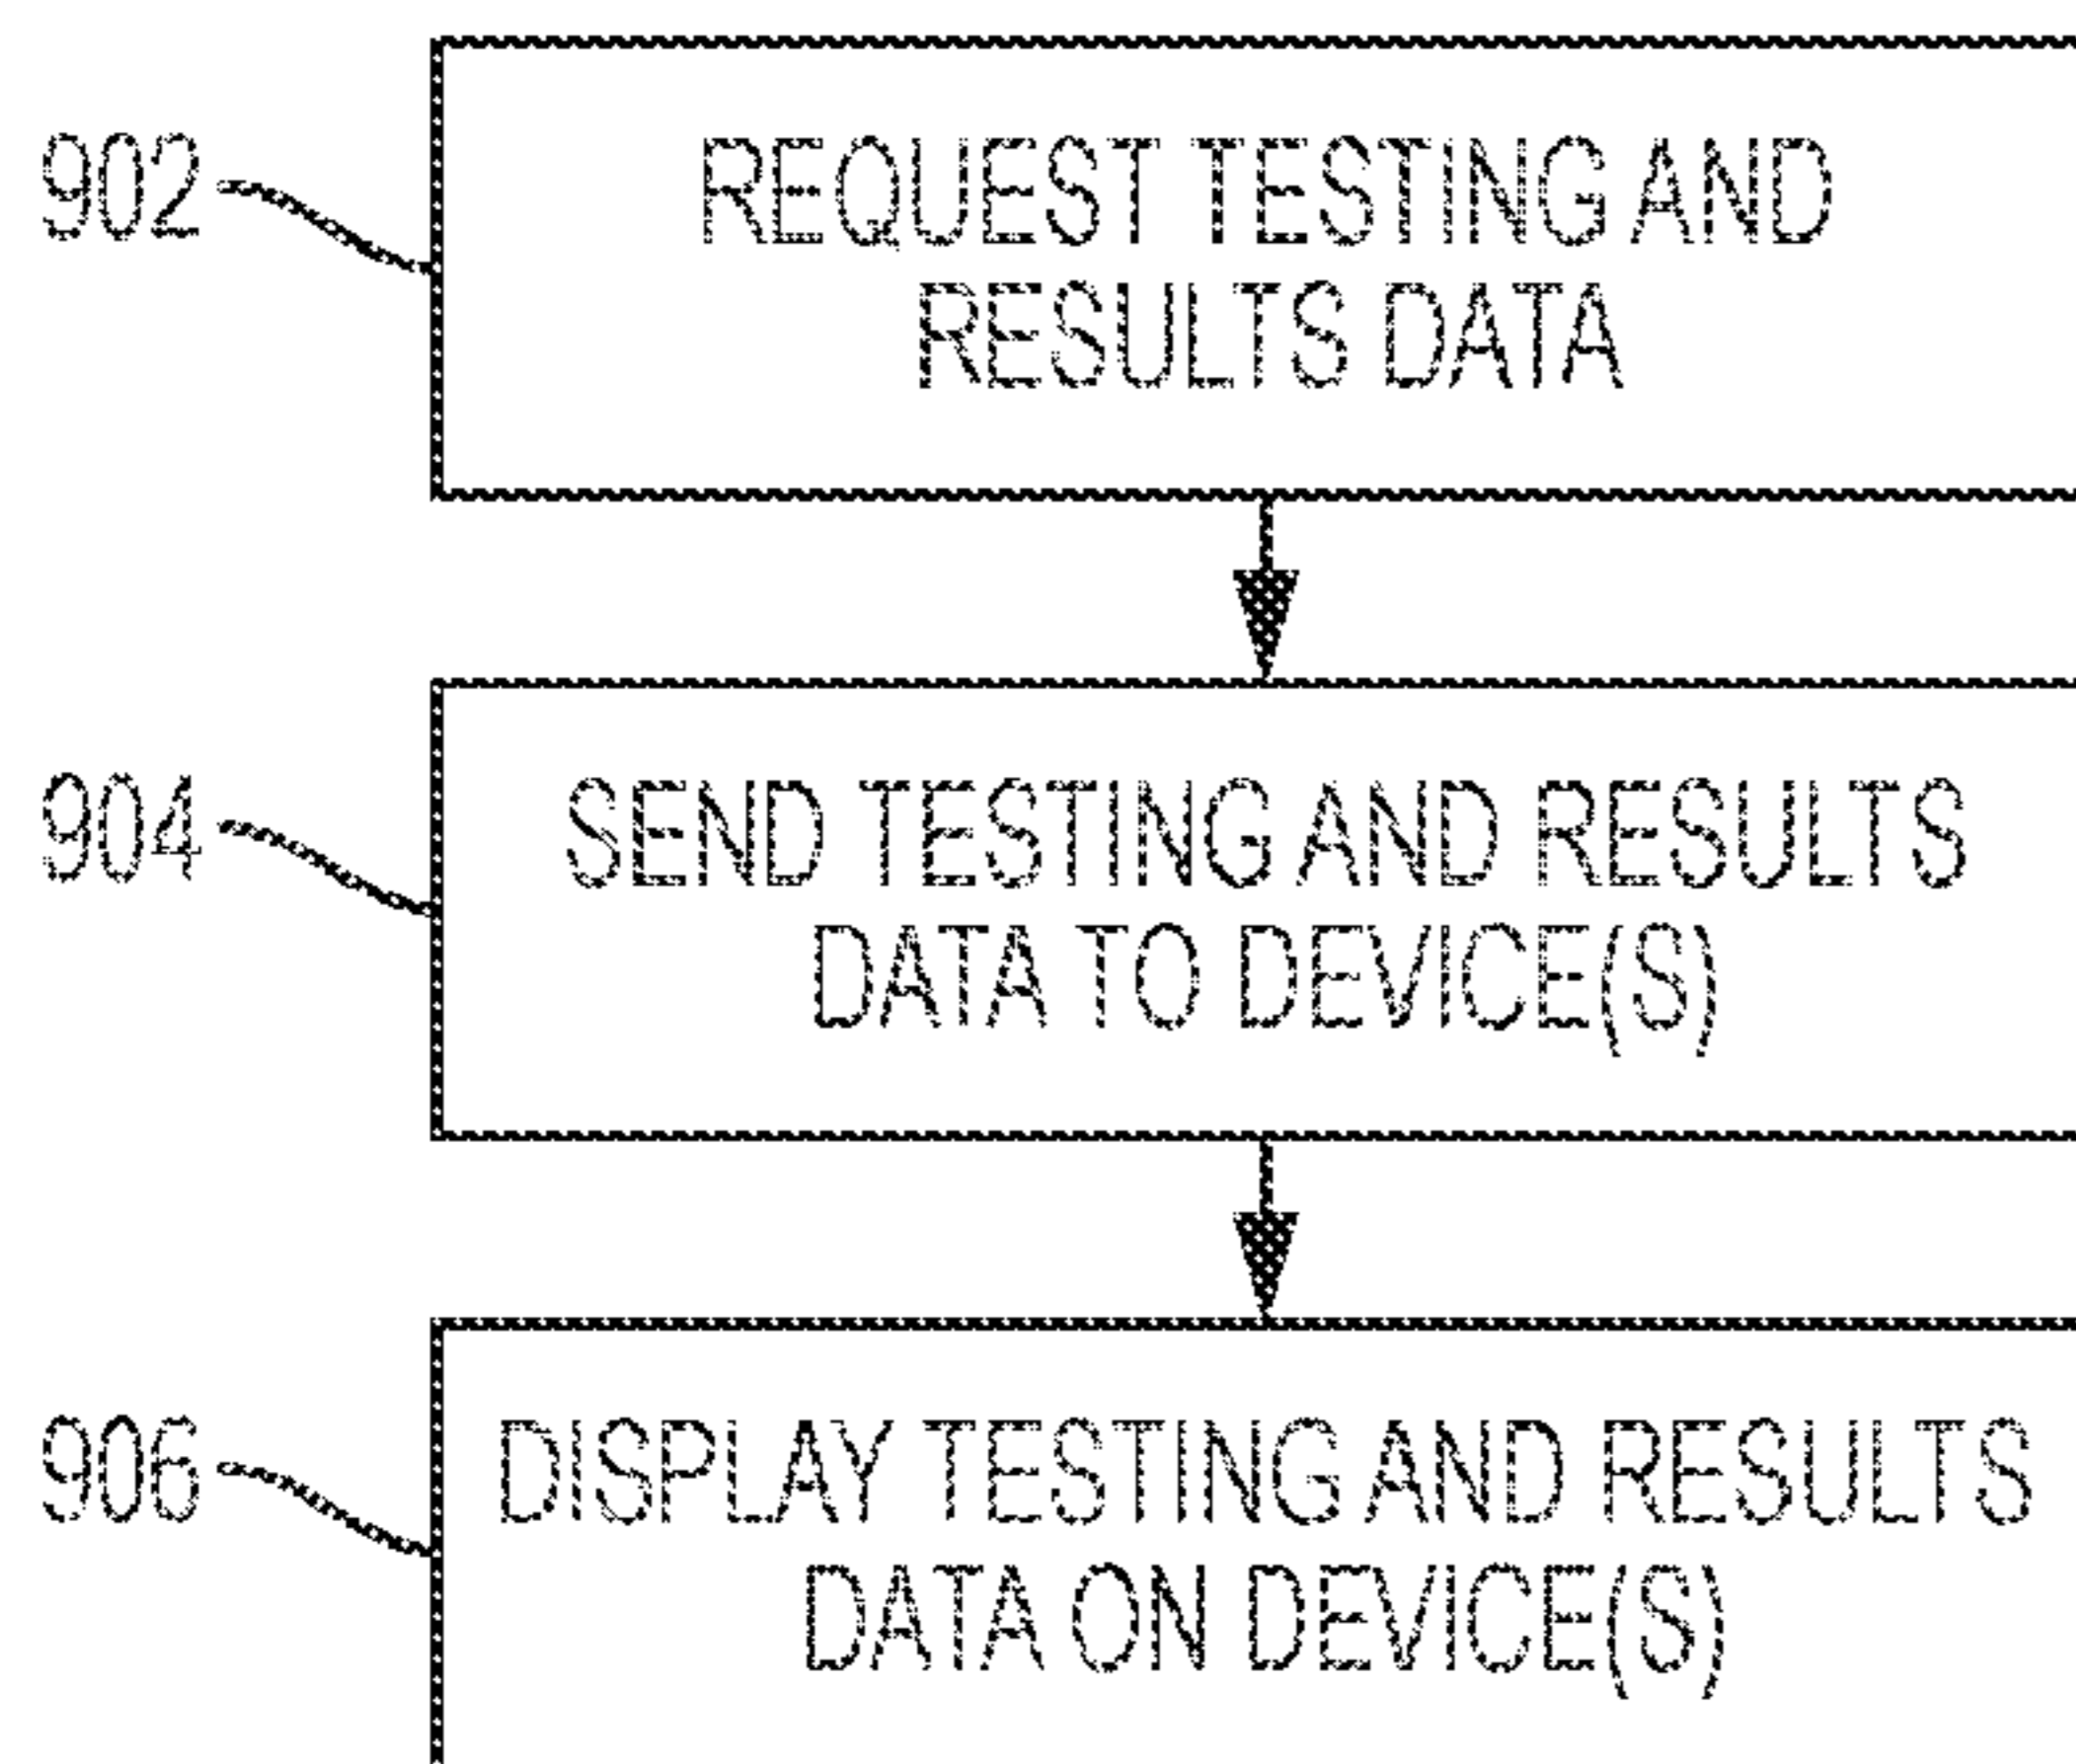 902
REQUEST TESTING AND
RESULTS DATA
904
SEND TESTING AND RESULTS
DATA TO DEVICE(S)
906
DISPLAY TESTING AND RESULTS
DATA ON DEVICE(S)